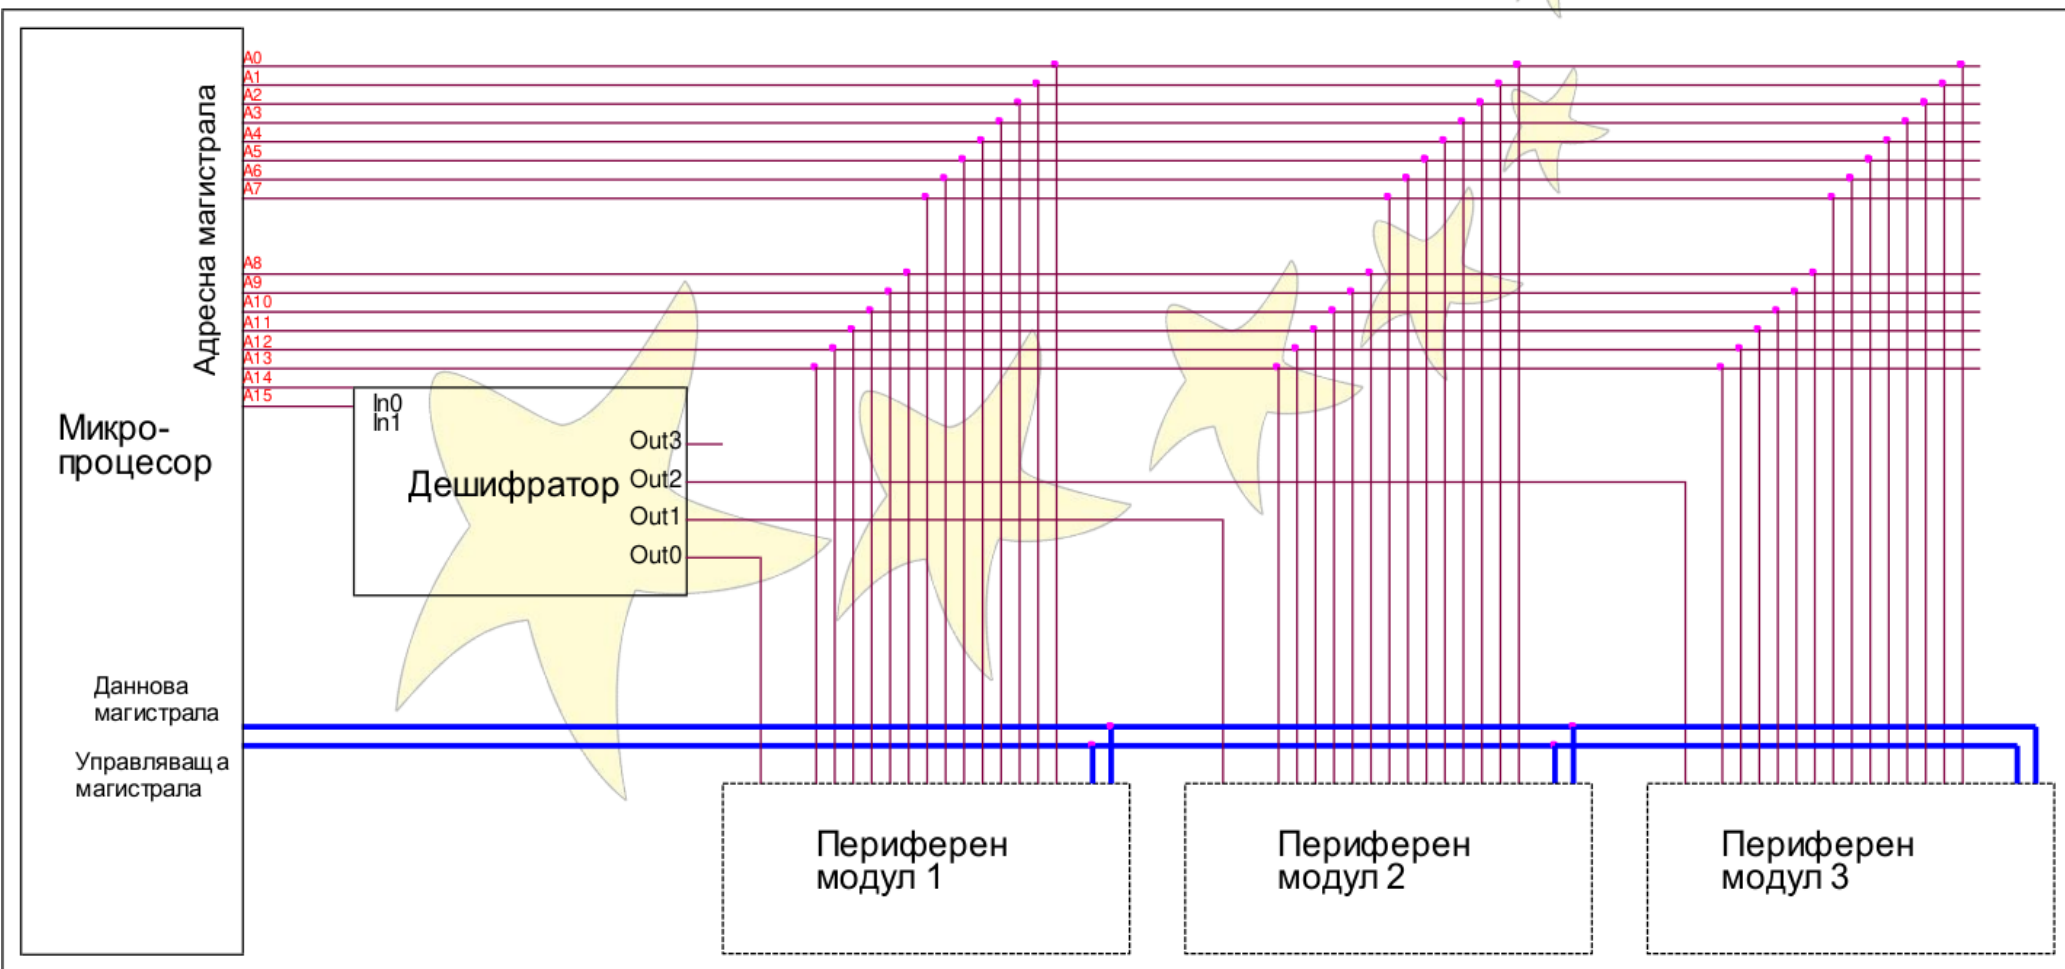 Адресна магистрала
A0
A1
A2
A3
A4
A5
A6
A7
A8
A9
A10
A11
A12
A13
A14
A15
Микро-
процесор
In0
In1
Дешифратор
Out3
Out2
Out1
Out0
Даннова
магистрала
Управляваща
магистрала
Периферен
модул 1
Периферен
модул 2
Периферен
модул 3